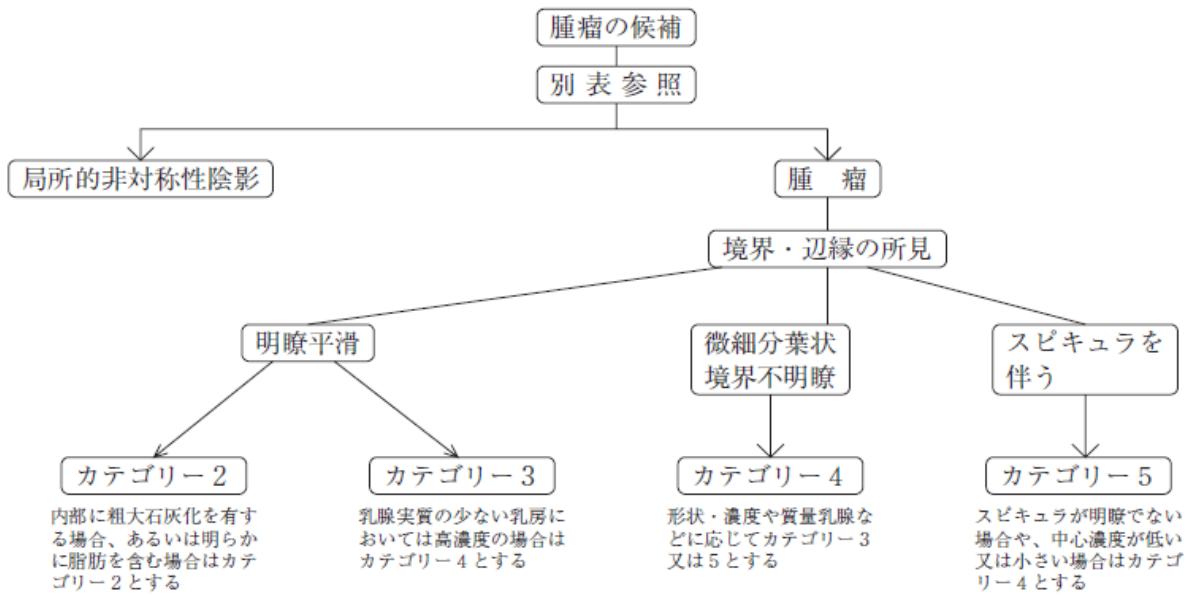 腫瘤の候補
別 表 参 照
局所的非対称性陰影
腫　瘤
境界・辺縁の所見
明瞭平滑
微細分葉状
境界不明瞭
スピキュラを
伴う
カテゴリー２
カテゴリー３
カテゴリー４
カテゴリー５
内部に粗大石灰化を有す
る場合、あるいは明らか
に脂肪を含む場合はカテ
ゴリー２とする
乳腺実質の少ない乳房に
おいては高濃度の場合は
カテゴリー４とする
形状・濃度や質量乳腺な
どに応じてカテゴリー３
又は５とする
スピキュラが明瞭でない
場合や、中心濃度が低い
又は小さい場合はカテゴ
リー４とする